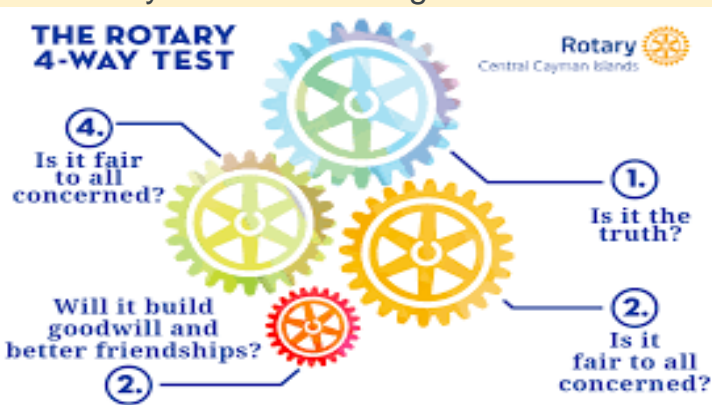 THE ROTARY
4-WAY TEST
Rotary
Central Cayman Islands
4.
Is it fair
to all
concerned?
1.
Is it the
truth?
Will it build
goodwill and
better friendships?
2.
2.
Is it
fair to all
concerned?